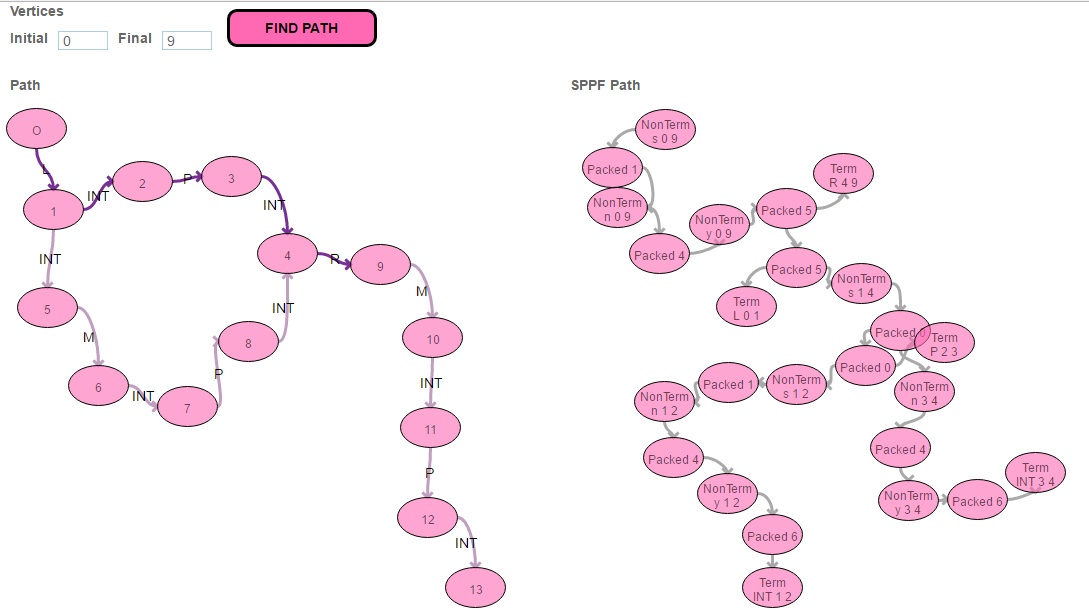 Vertices
Initial 0 Final 9 FIND PATH
Path
SPPF Path
O
L
1
INT
2
P
3
INT
4
R
9
M
10
INT
11
P
12
INT
13
INT
5
M
6
INT
7
P
8
INT
NonTerm
s 0 9
Packed 1
NonTerm
n 0 9
Packed 4
NonTerm
y 0 9
Packed 5
Term
R 4 9
Packed 5
Term
L 0 1
NonTerm
s 1 4
Packed
Term
P 2 3
Packed 0
NonTerm
s 1 2
Packed 1
NonTerm
n 1 2
Packed 4
NonTerm
y 1 2
Packed 6
Term
INT 1 2
NonTerm
n 3 4
Packed 4
NonTerm
y 3 4
Packed 6
Term
INT 3 4